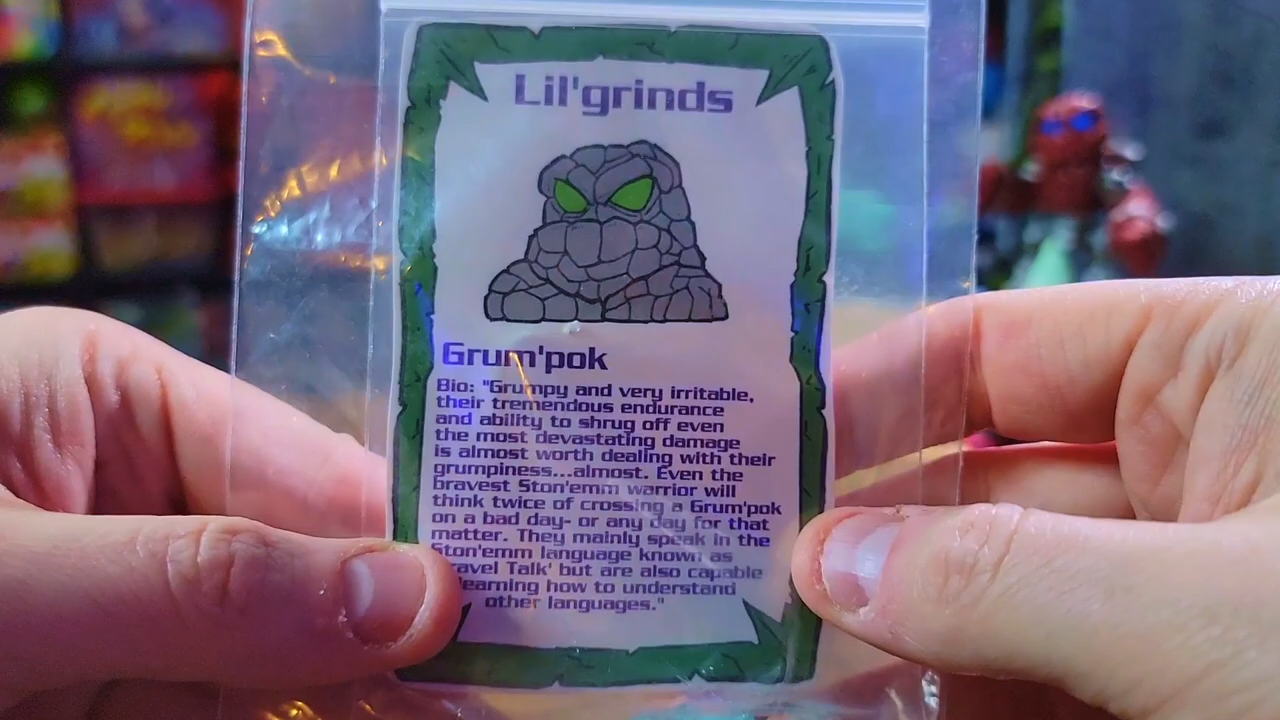 Lil'grinds
Grum'pok
Bio: "Grumpy and very irritable,
their tremendous endurance
and ability to shrug off even
the most devastating damage
is almost worth dealing with their
grumpiness...almost. Even the
bravest Ston'emm warrior will
think twice of crossing a Grum'pok
on a bad day- or any day for that
matter. They mainly speak in the
Ston'emm language known as
Talk' but are also capable
learning how to understand
other languages."